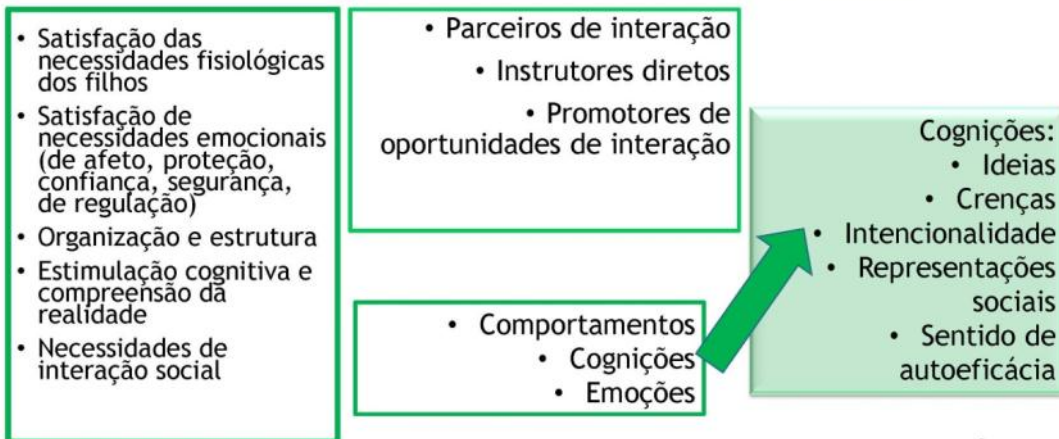 • Satisfação das
necessidades fisiológicas
dos filhos
• Satisfação de
necessidades emocionais
(de afeto, proteção,
confiança, segurança,
de regulação)
• Organização e estrutura
• Estimulação cognitiva e
compreensão da
realidade
• Necessidades de
interação social
• Parceiros de interação
• Instrutores diretos
• Promotores de
oportunidades de interação
• Comportamentos
• Cognições
• Emoções
Cognições:
• Ideias
• Crenças
• Intencionalidade
• Representações
sociais
• Sentido de
autoeficácia